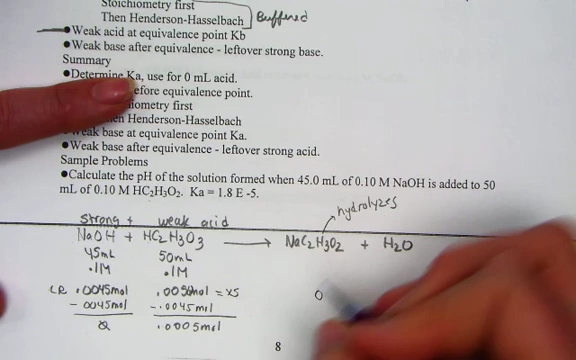 Stoichiometry first
Then Henderson-Hasselbach Buffered
•Weak acid at equivalence point Kb
•Weak base after equivalence - leftover strong base.
Summary
•Determine Ka, use for 0 mL acid.
efore equivalence point.
hiometry first
en Henderson-Hasselbach
Weak base at equivalence point Ka.
•Weak base after equivalence - leftover strong acid.
Sample Problems
•Calculate the pH of the solution formed when 45.0 mL of 0.10 M NaOH is added to 50
mL of 0.10 M HC2H3O2. Ka = 1.8 E -5.
hydrolyzes
strong + weak acid
NaOH + HC2H3O3 → NaC2H3O2 + H2O
45mL 50mL
.1M .1M
LR .0045mol .0050mol = XS
- .0045mol - .0045mol
0 .0005mol
0
8